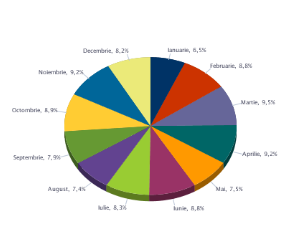 Decembrie, 8,2%
Ianuarie, 6,5%
Noiembrie, 9,2%
Februarie, 8,8%
Octombrie, 8,9%
Martie, 9,5%
Septembrie, 7,9%
Aprilie, 9,2%
August, 7,4%
Mai, 7,5%
Iulie, 8,3%
Iunie, 8,8%